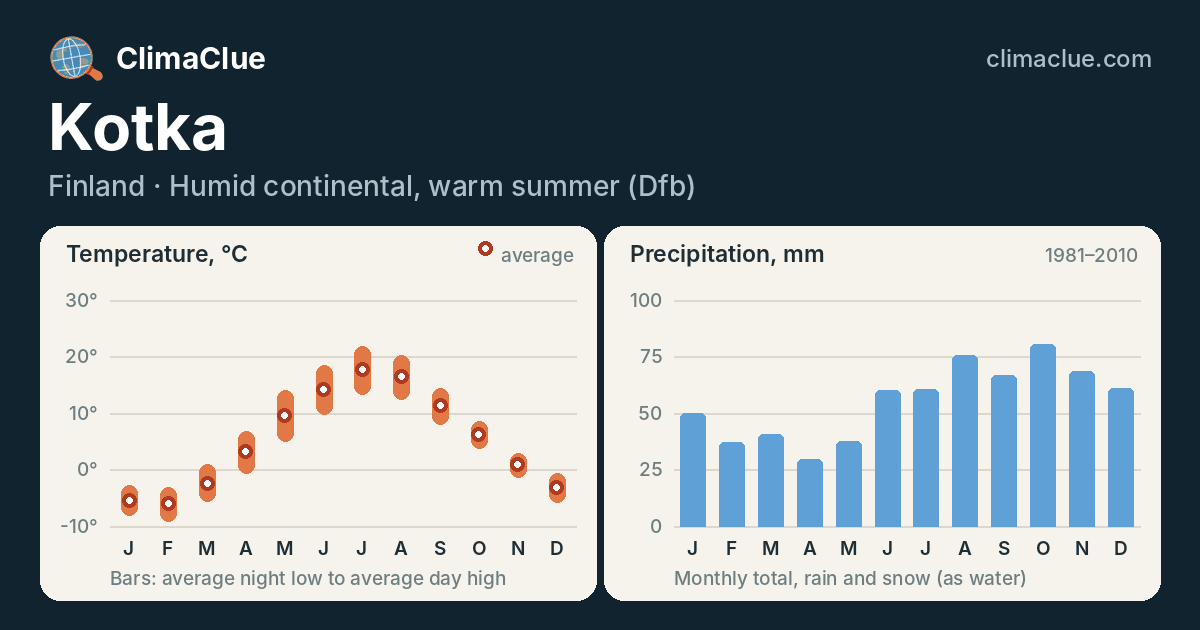 ClimaClue
climaclue.com
Kotka
Finland · Humid continental, warm summer (Dfb)
Temperature, °C
average
30°
20°
10°
0°
-10°
J F M A M J J A S O N D
Bars: average night low to average day high
Precipitation, mm
1981–2010
100
75
50
25
0
J F M A M J J A S O N D
Monthly total, rain and snow (as water)